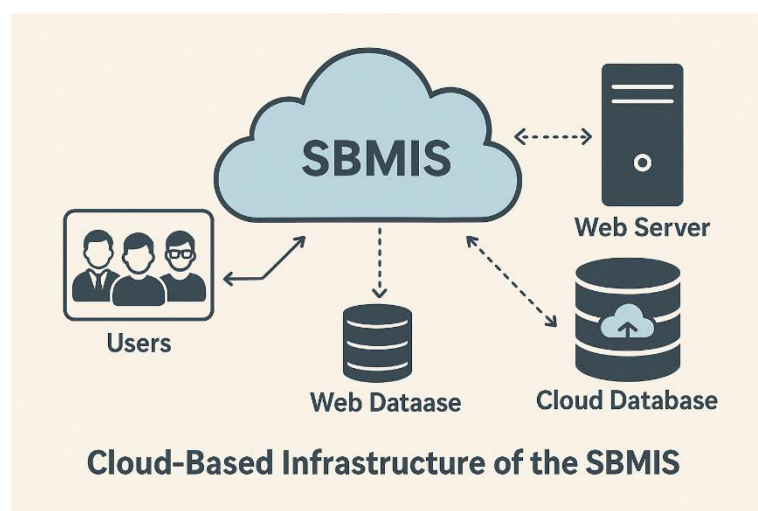 SBMIS
Web Server
Users
Web Dataase
Cloud Database
Cloud-Based Infrastructure of the SBMIS